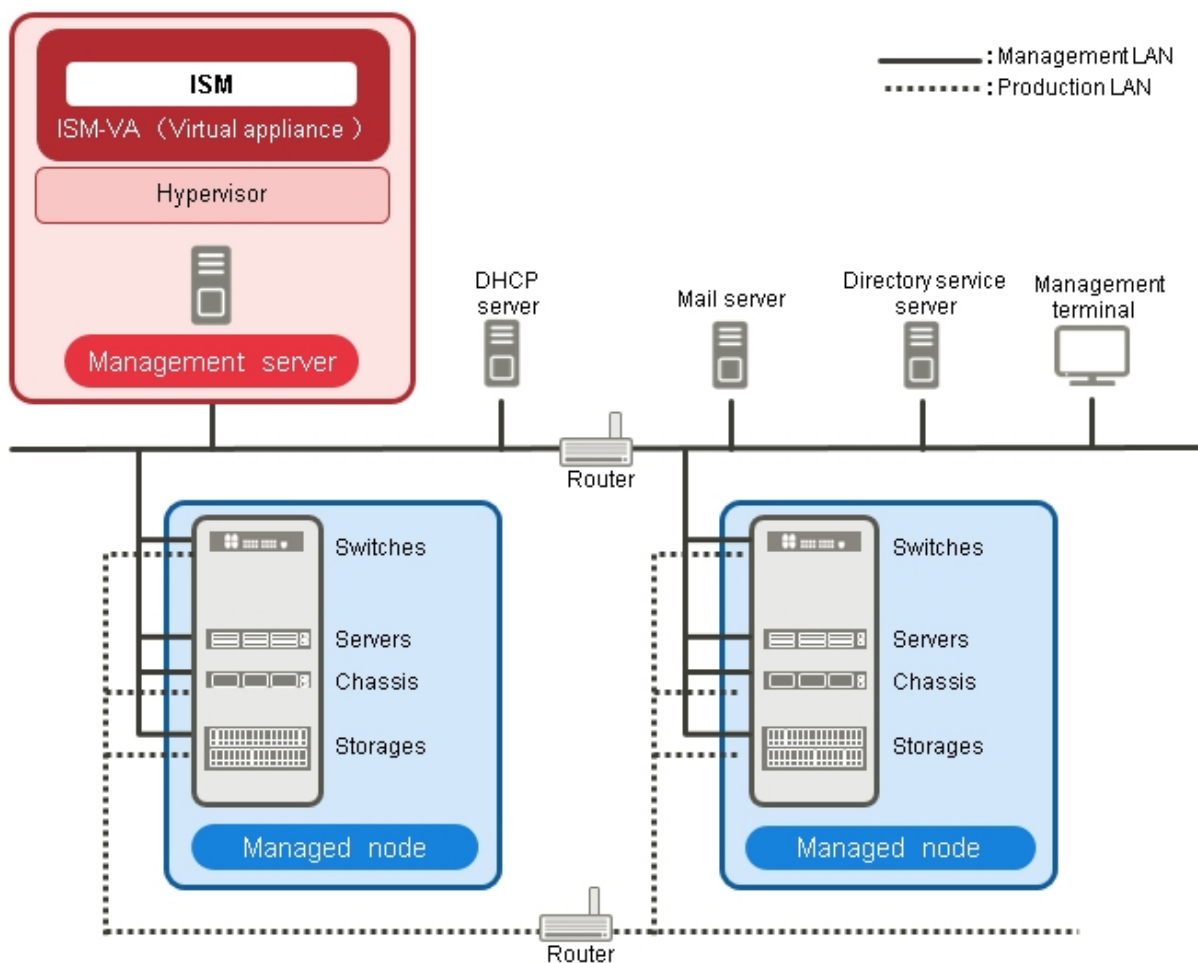 ISM
ISM-VA （Virtual appliance ）
Hypervisor
Management server
: Management LAN
: Production LAN
DHCP
server
Mail server
Directory service
server
Management
terminal
Router
Switches
Servers
Chassis
Storages
Managed node
Switches
Servers
Chassis
Storages
Managed node
Router